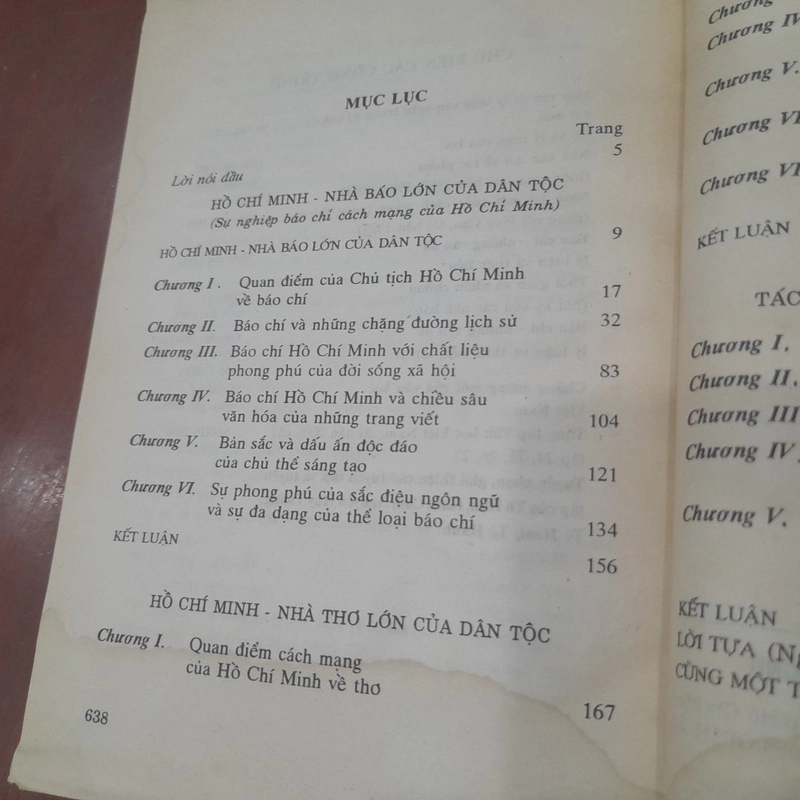 MỤC LỤC
Trang
Lời nói đầu 5
HỒ CHÍ MINH - NHÀ BÁO LỚN CỦA DÂN TỘC
(Sự nghiệp báo chí cách mạng của Hồ Chí Minh)
HỒ CHÍ MINH - NHÀ BÁO LỚN CỦA DÂN TỘC 9
Chương I. Quan điểm của Chủ tịch Hồ Chí Minh
về báo chí 17
Chương II. Báo chí và những chặng đường lịch sử 32
Chương III. Báo chí Hồ Chí Minh với chất liệu
phong phú của đời sống xã hội 83
Chương IV. Báo chí Hồ Chí Minh và chiều sâu
văn hóa của những trang viết 104
Chương V. Bản sắc và dấu ấn độc đáo
của chủ thể sáng tạo 121
Chương VI. Sự phong phú của sắc điệu ngôn ngữ
và sự đa dạng của thể loại báo chí 134
KẾT LUẬN 156
HỒ CHÍ MINH - NHÀ THƠ LỚN CỦA DÂN TỘC
Chương I. Quan điểm cách mạng
của Hồ Chí Minh về thơ 167
638
Chương IV
Chương V.
Chương VI
Chương VI
KẾT LUẬN
TÁC
Chương I.
Chương II.
Chương III
Chương IV
Chương V.
KẾT LUẬN
LỜI TỰA
CÙNG MỘT